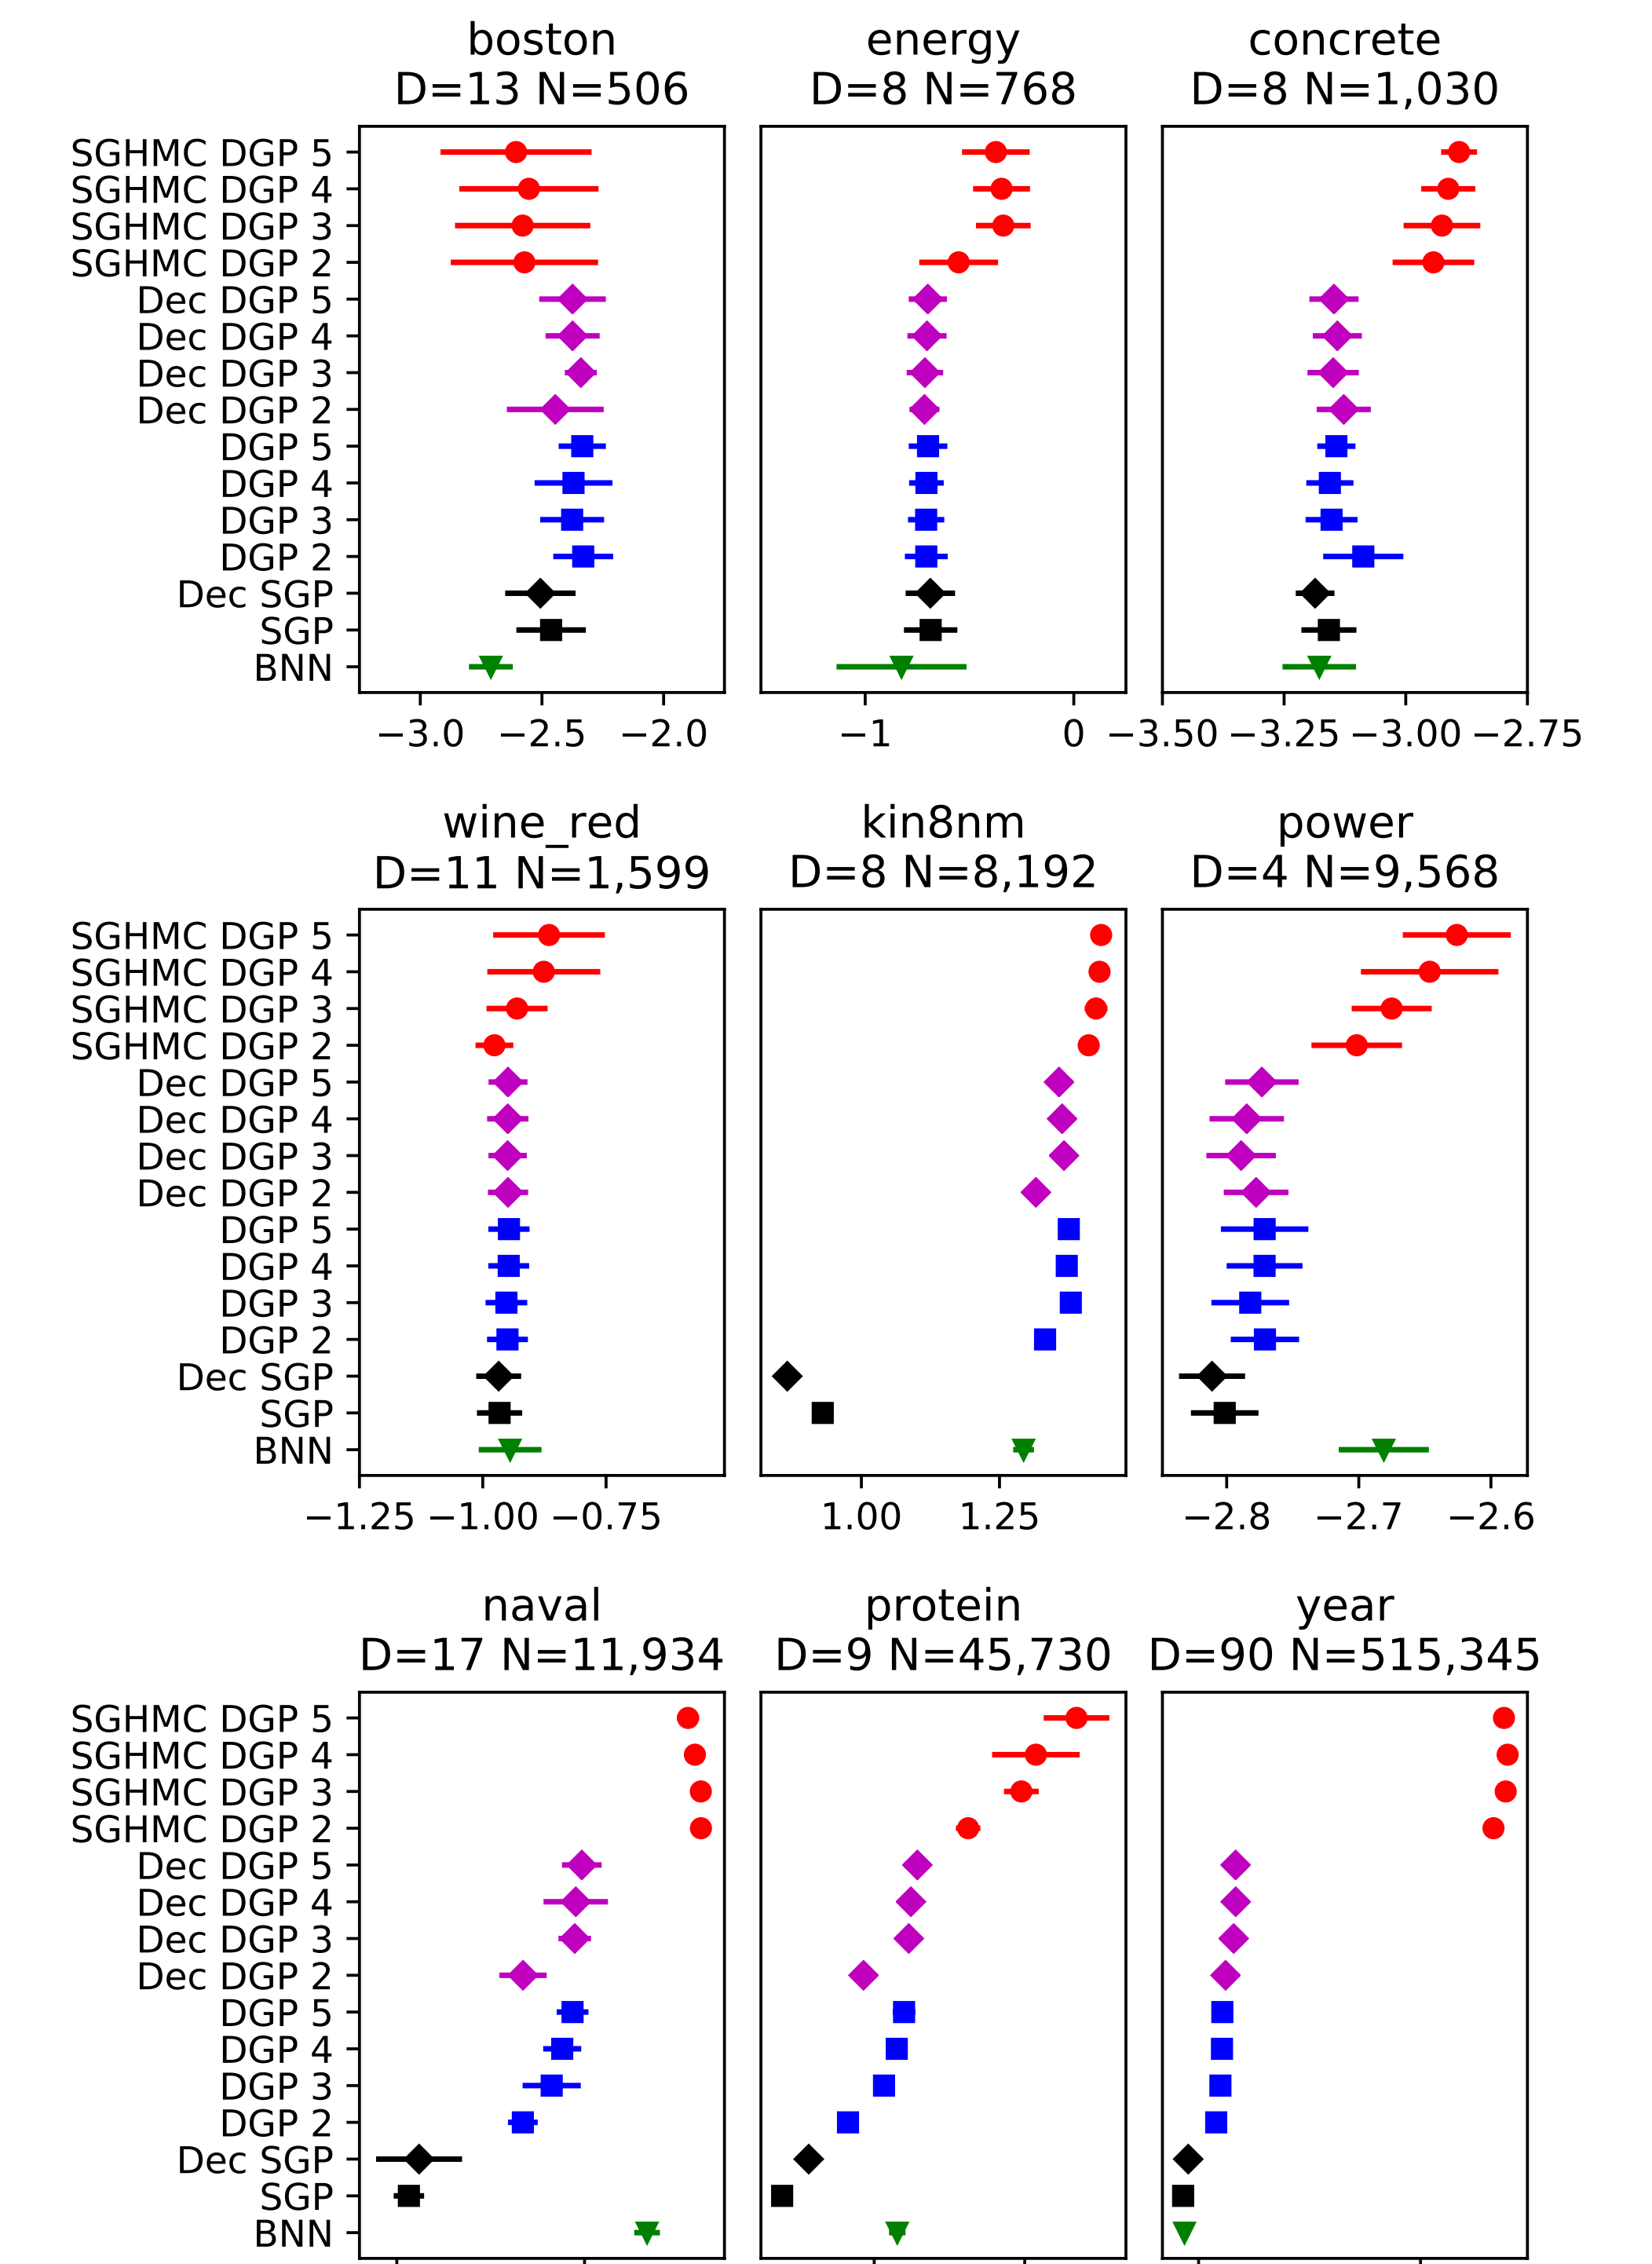 boston
D=13 N=506
energy
D=8 N=768
concrete
D=8 N=1,030
SGHMC DGP 5
SGHMC DGP 4
SGHMC DGP 3
SGHMC DGP 2
Dec DGP 5
Dec DGP 4
Dec DGP 3
Dec DGP 2
DGP 5
DGP 4
DGP 3
DGP 2
Dec SGP
SGP
BNN
−3.0 −2.5 −2.0
−1 0
−3.50 −3.25 −3.00 −2.75
wine_red
D=11 N=1,599
kin8nm
D=8 N=8,192
power
D=4 N=9,568
SGHMC DGP 5
SGHMC DGP 4
SGHMC DGP 3
SGHMC DGP 2
Dec DGP 5
Dec DGP 4
Dec DGP 3
Dec DGP 2
DGP 5
DGP 4
DGP 3
DGP 2
Dec SGP
SGP
BNN
−1.25 −1.00 −0.75
1.00 1.25
−2.8 −2.7 −2.6
naval
D=17 N=11,934
protein
D=9 N=45,730
year
D=90 N=515,345
SGHMC DGP 5
SGHMC DGP 4
SGHMC DGP 3
SGHMC DGP 2
Dec DGP 5
Dec DGP 4
Dec DGP 3
Dec DGP 2
DGP 5
DGP 4
DGP 3
DGP 2
Dec SGP
SGP
BNN